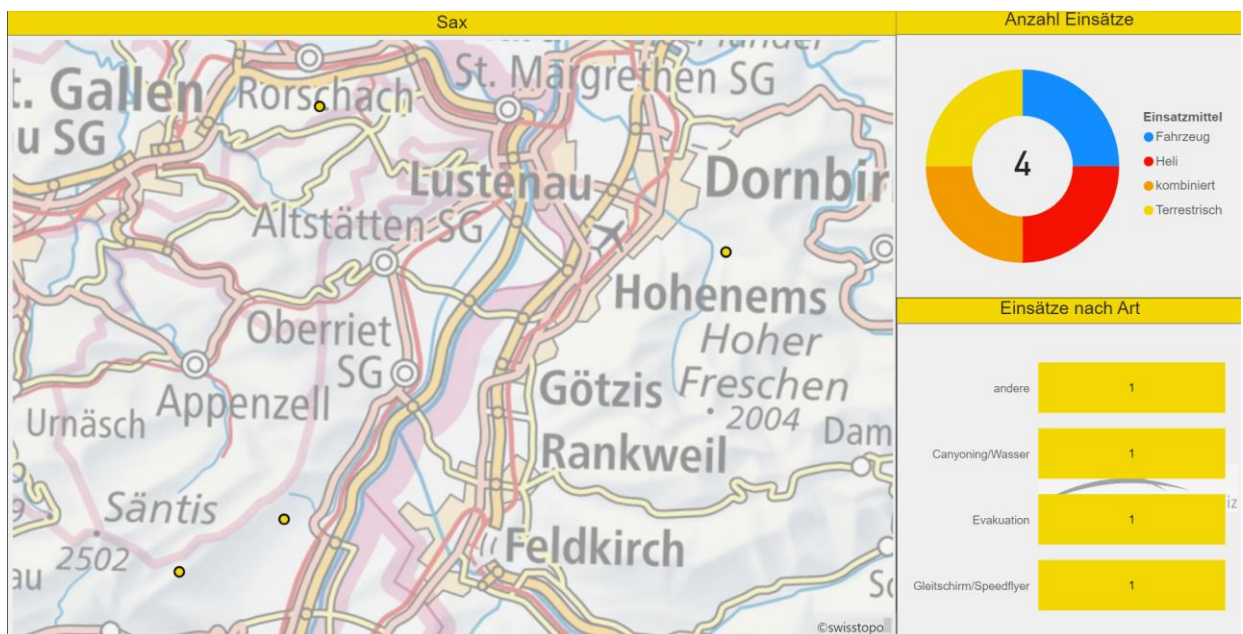 Sax
Rorschach
St. Margrethen SG
t. Gallen
au SG
Lustenau
Dornbir
Altstätten SG
Hohenems
Oberriet
SG
Hoher
Freschen
2004
Götzis
Appenzell
Urnäsch
Rankweil
Dam
Säntis
2502
Feldkirch
au
©swisstopo
Anzahl Einsätze
4
Einsatzmittel
Fahrzeug
Heli
kombiniert
Terrestrisch
Einsätze nach Art
andere 1
Canyoning/Wasser 1
Evakuation 1
Gleitschirm/Speedflyer 1
iz